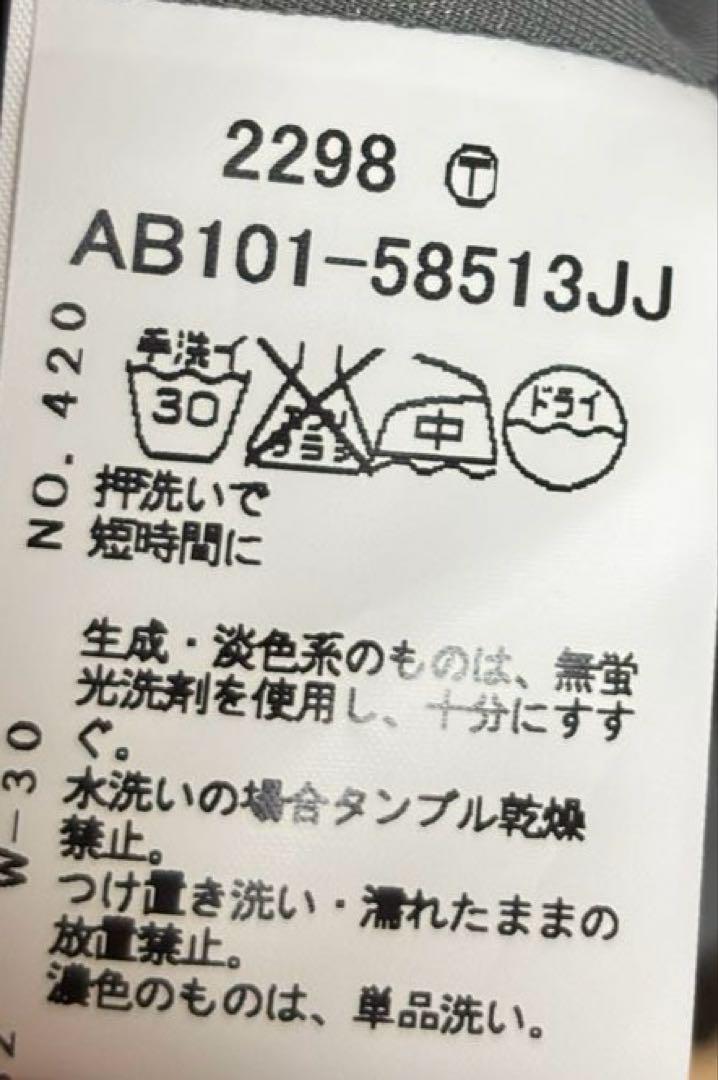 2298 Ⓣ
AB101-58513JJ
NO. 420
手洗イ
30
中
ドライ
押洗いで
短時間に
生成・淡色系のものは、無蛍
光洗剤を使用し、十分にすす
ぐ。
水洗いの場合タンブル乾燥
禁止。
つけ置き洗い・濡れたままの
放置禁止。
濃色のものは、単品洗い。
W-30